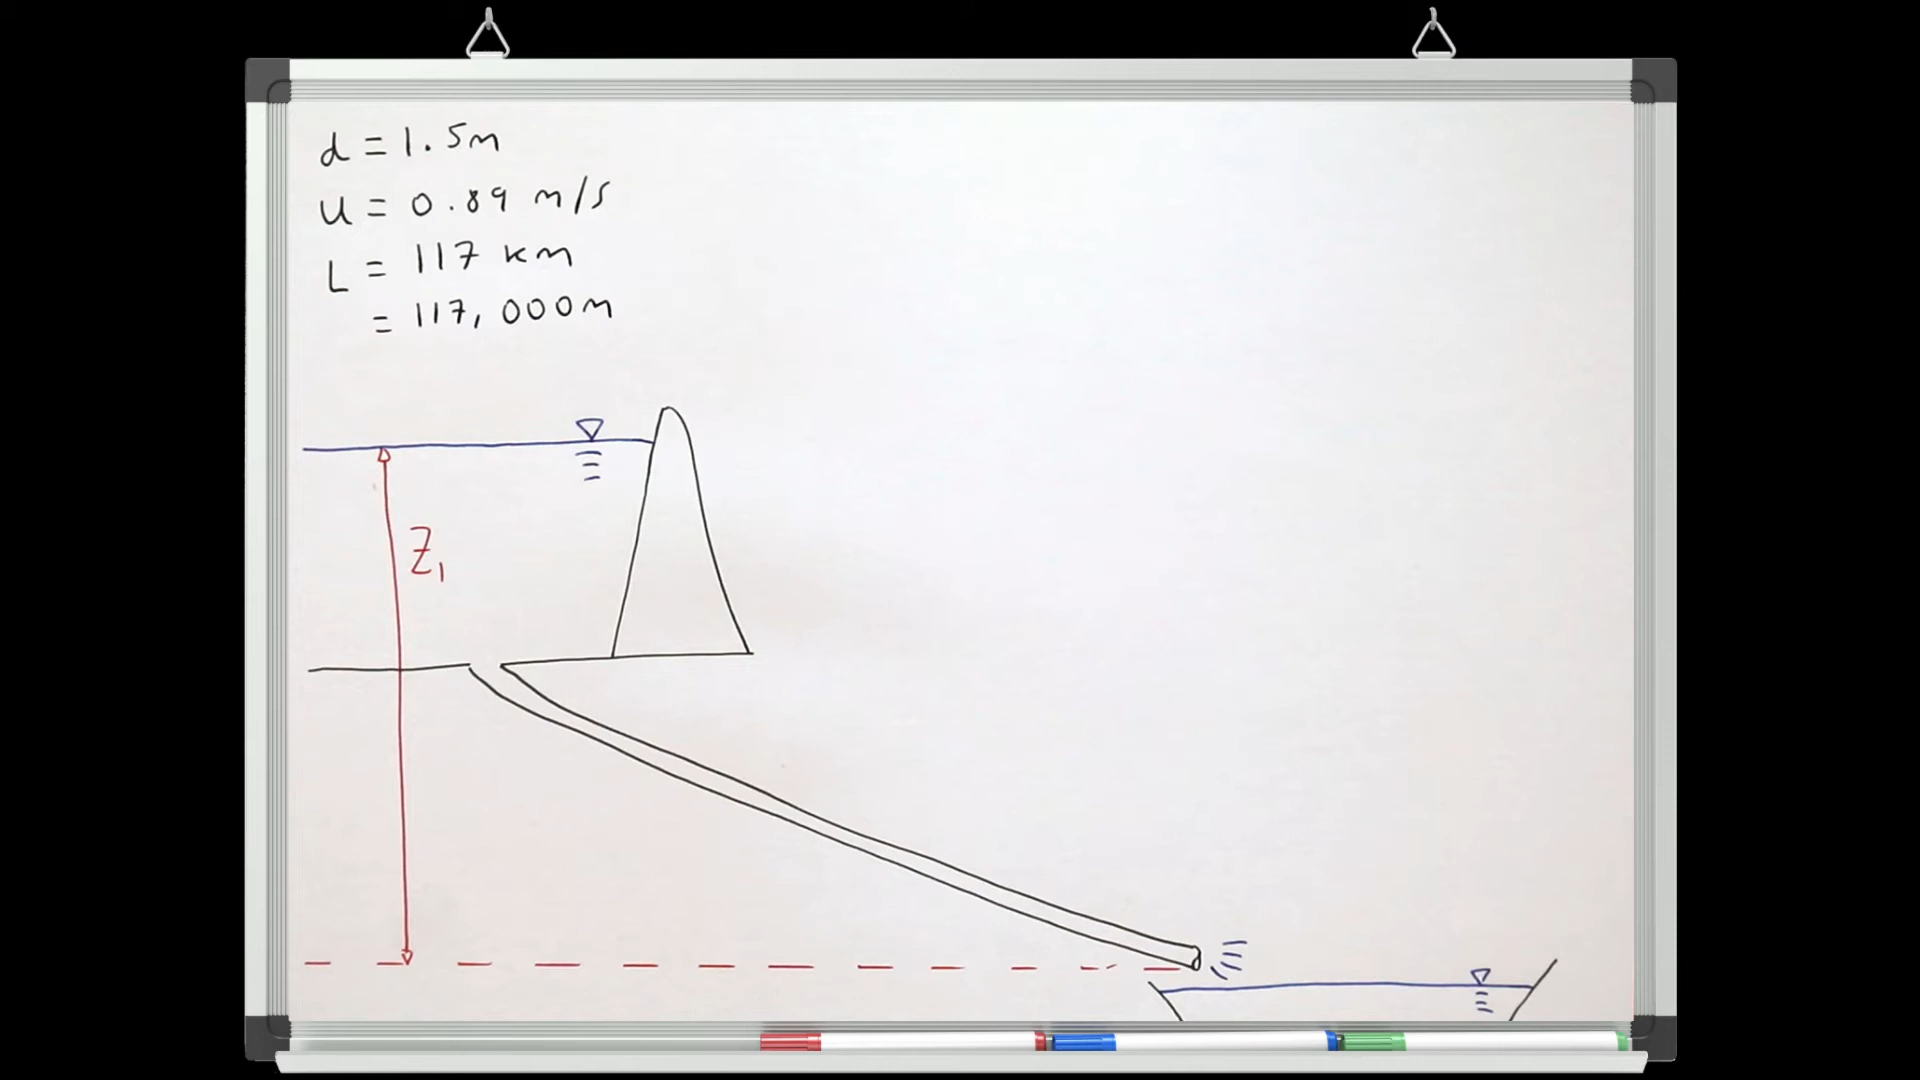 d = 1.5m
u = 0.89 m/s
L = 117 km
= 117,000m
Z₁